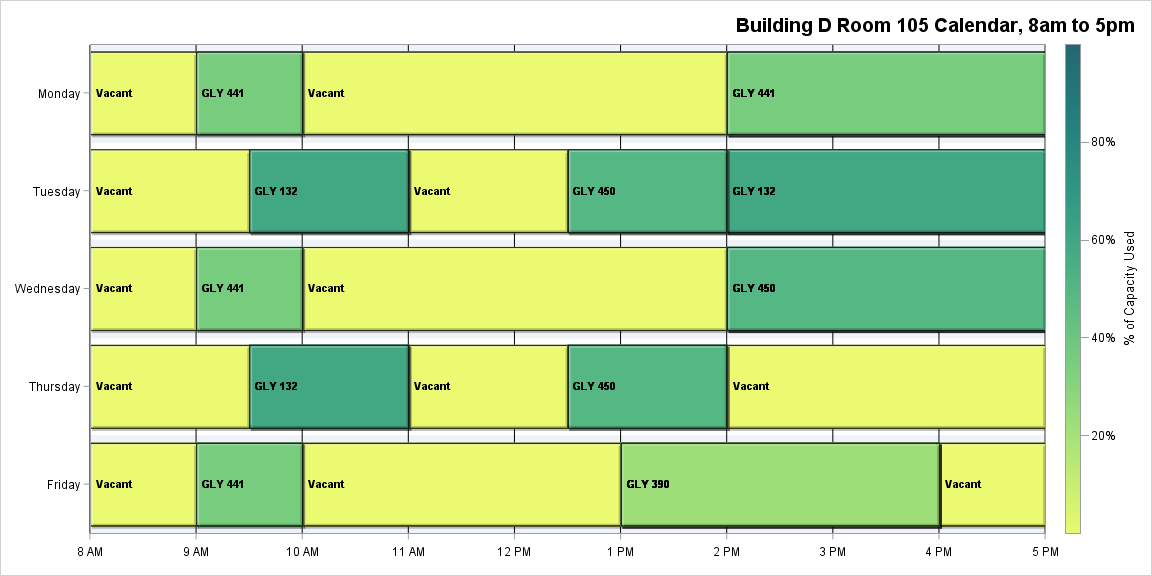 Building D Room 105 Calendar, 8am to 5pm
Monday
Vacant
GLY 441
Vacant
GLY 441
Tuesday
Vacant
GLY 132
Vacant
GLY 450
GLY 132
Wednesday
Vacant
GLY 441
Vacant
GLY 450
Thursday
Vacant
GLY 132
Vacant
GLY 450
Vacant
Friday
Vacant
GLY 441
Vacant
GLY 390
Vacant
8 AM
9 AM
10 AM
11 AM
12 PM
1 PM
2 PM
3 PM
4 PM
5 PM
80%
60%
40%
20%
% of Capacity Used